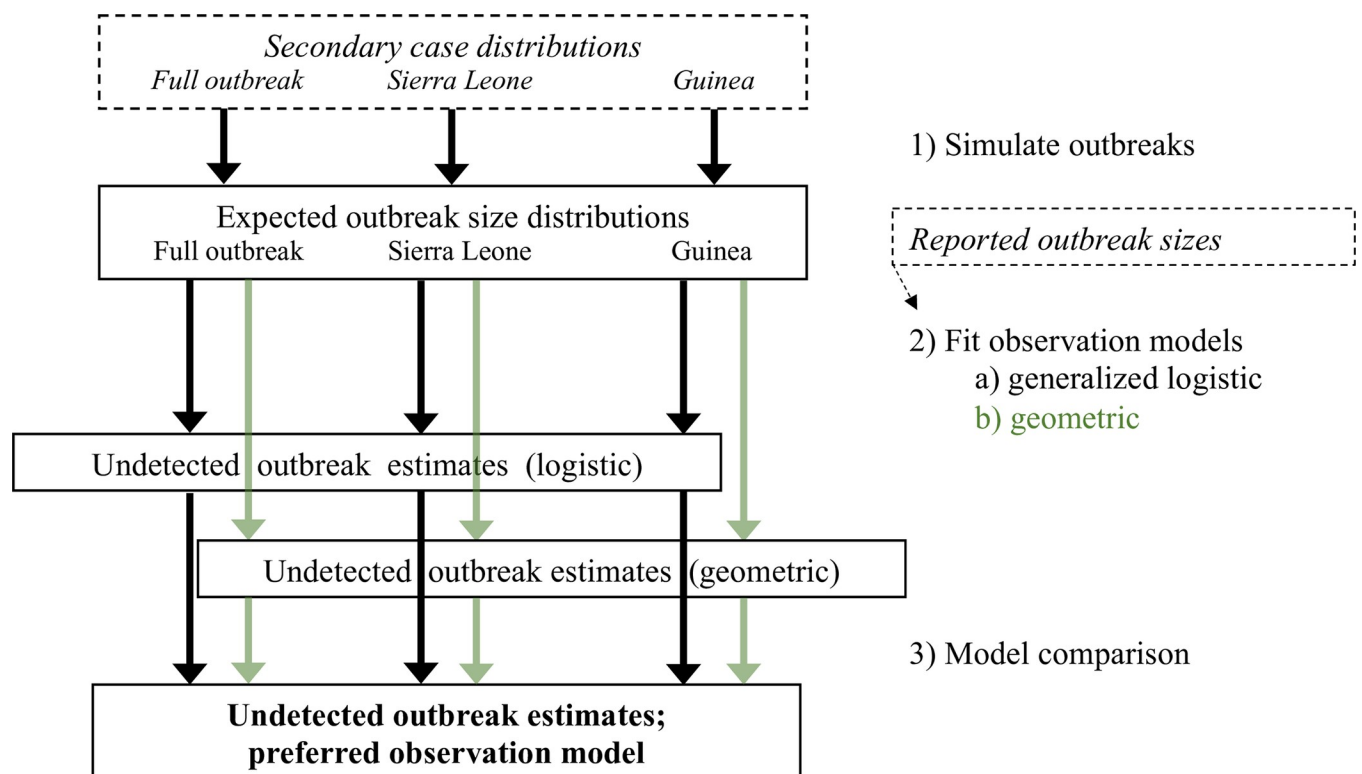 Secondary case distributions
Full outbreak Sierra Leone Guinea
1) Simulate outbreaks
Expected outbreak size distributions
Full outbreak Sierra Leone Guinea
Reported outbreak sizes
2) Fit observation models
a) generalized logistic
b) geometric
Undetected outbreak estimates (logistic)
Undetected outbreak estimates (geometric)
3) Model comparison
Undetected outbreak estimates;
preferred observation model